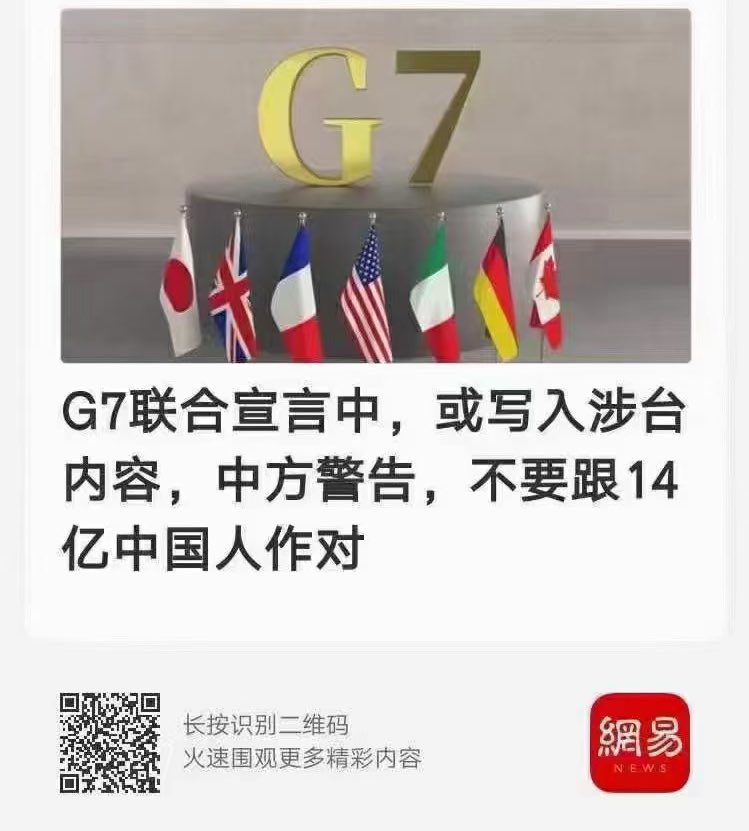 G7
G7联合宣言中，或写入涉台
内容，中方警告，不要跟14
亿中国人作对
长按识别二维码
火速围观更多精彩内容
網易
NEWS